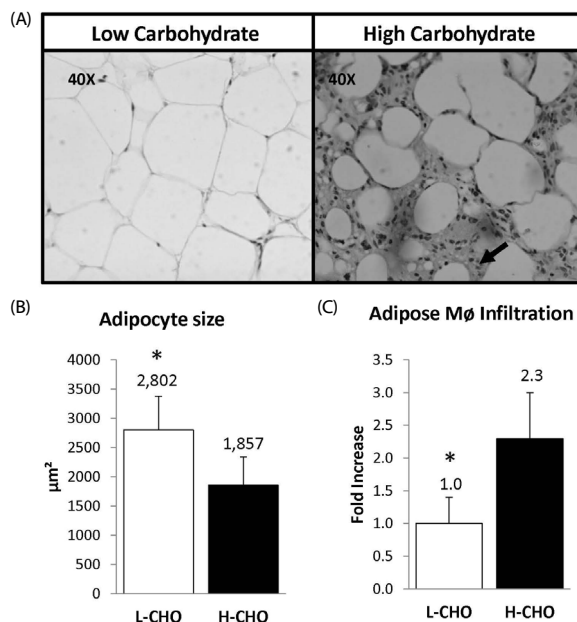 (A)
Low Carbohydrate
High Carbohydrate
40X
40X
(B)
Adipocyte size
4000
3500
3000
2500
2000
1500
1000
500
0
µm²
*
2,802
1,857
L-CHO
H-CHO
(C)
Adipose Mø Infiltration
3.5
3.0
2.5
2.0
1.5
1.0
0.5
0.0
Fold Increase
*
1.0
2.3
L-CHO
H-CHO